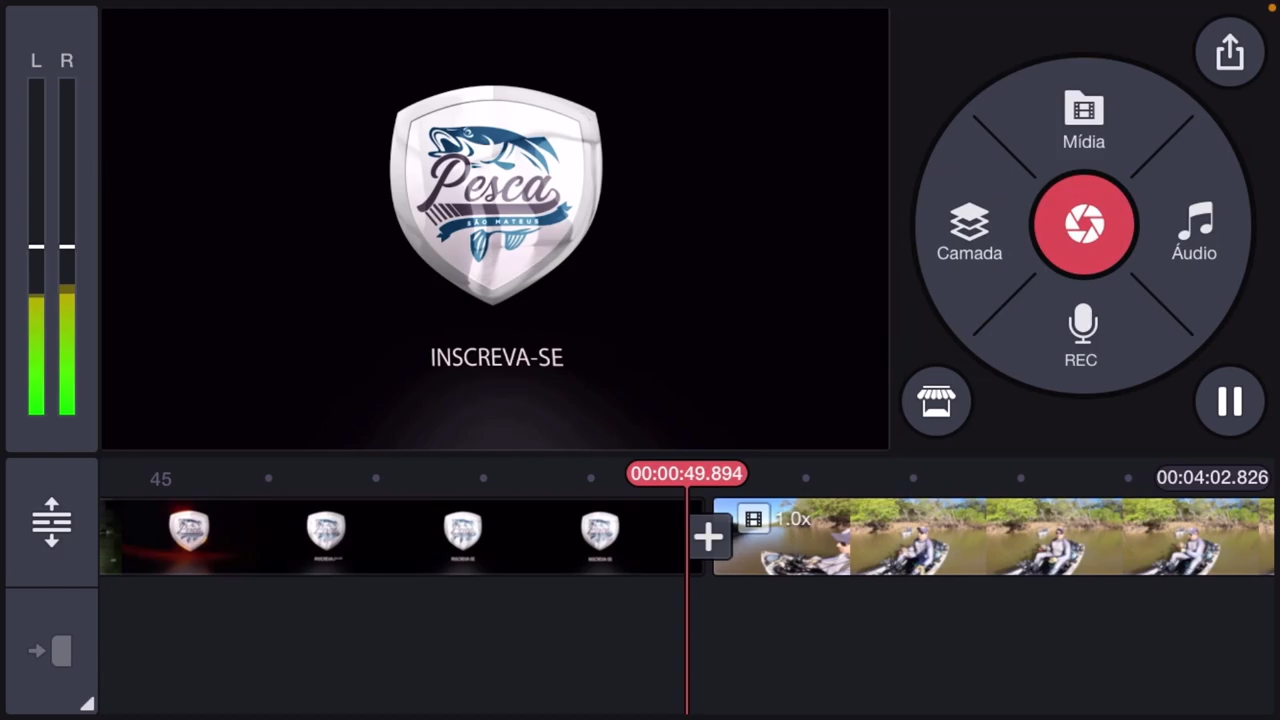 L R
Pesca
SÃO MATEUS
INSCREVA-SE
Mídia
Camada
Áudio
REC
45
00:00:49.894
00:04:02.826
1.0x